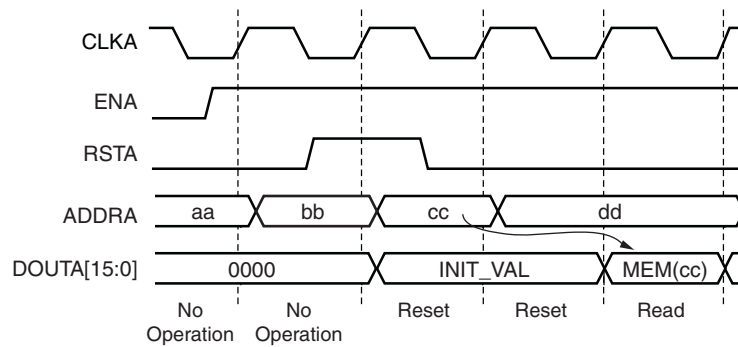 CLKA
ENA
RSTA
ADDRA aa bb cc dd
DOUTA[15:0] 0000 INIT_VAL MEM(cc)
No Operation No Operation Reset Reset Read